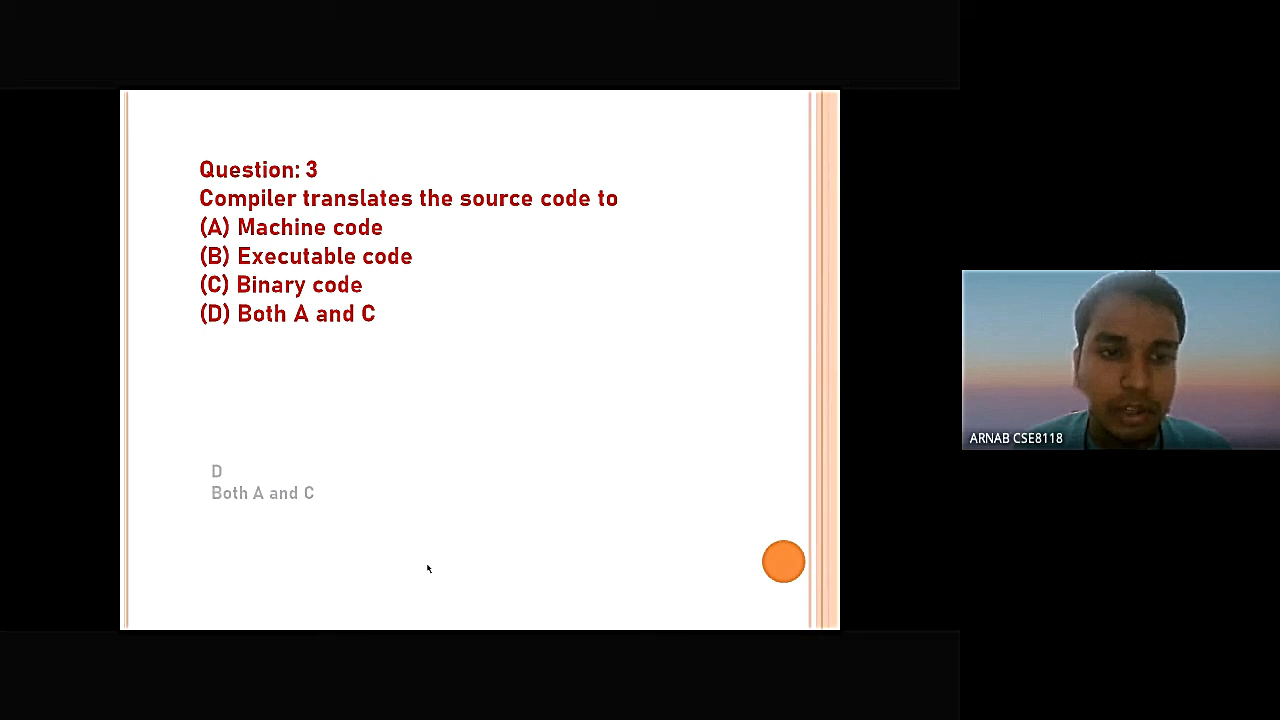 Question: 3
Compiler translates the source code to
(A) Machine code
(B) Executable code
(C) Binary code
(D) Both A and C
D
Both A and C
ARNAB CSE8118